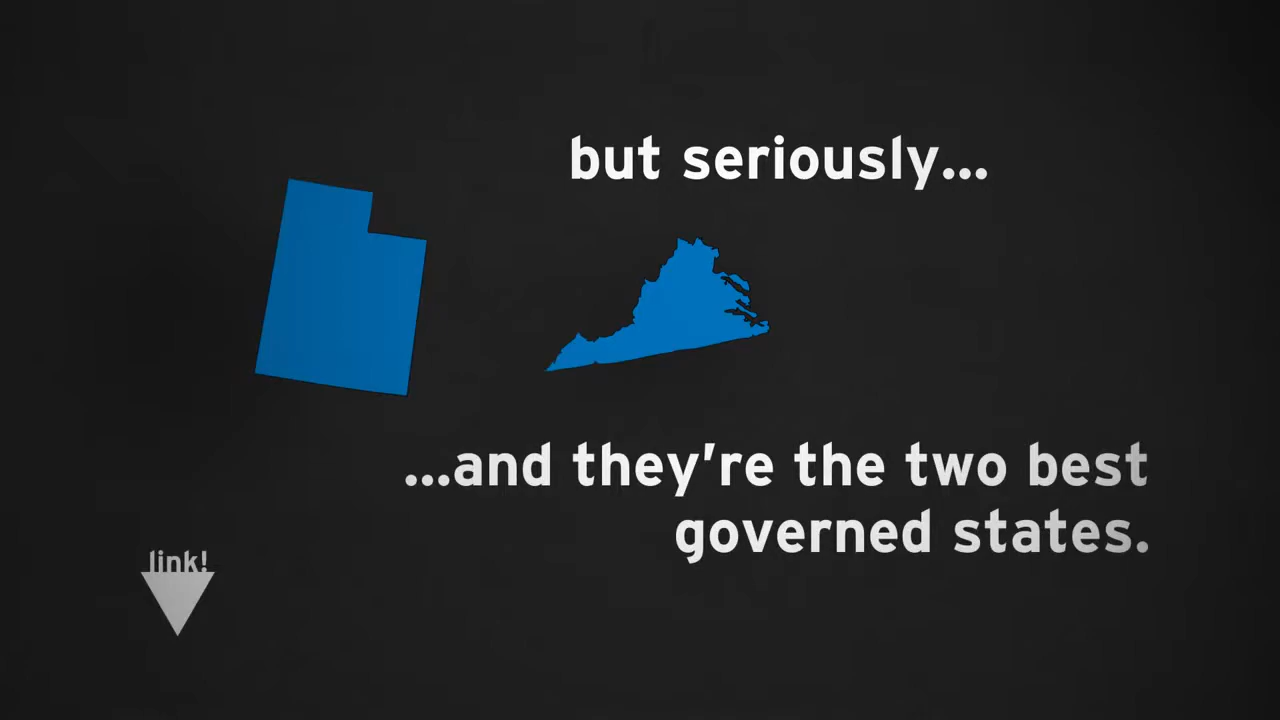 but seriously...
...and they're the two best
governed states.
link!